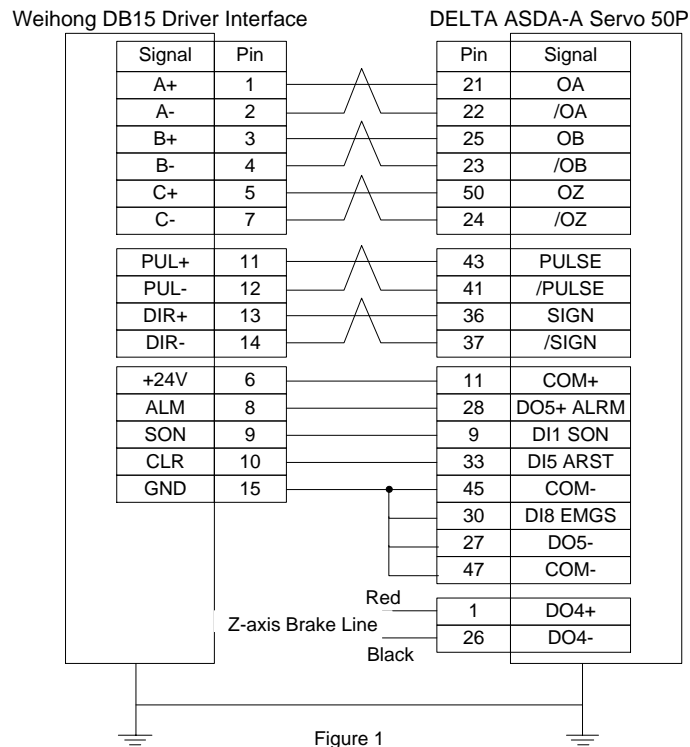 Weihong DB15 Driver Interface DELTA ASDA-A Servo 50P
Signal Pin Pin Signal
A+ 1 21 OA
A- 2 22 /OA
B+ 3 25 OB
B- 4 23 /OB
C+ 5 50 OZ
C- 7 24 /OZ
PUL+ 11 43 PULSE
PUL- 12 41 /PULSE
DIR+ 13 36 SIGN
DIR- 14 37 /SIGN
+24V 6 11 COM+
ALM 8 28 DO5+ ALRM
SON 9 9 DI1 SON
CLR 10 33 DI5 ARST
GND 15 45 COM-
30 DI8 EMGS
27 DO5-
47 COM-
Red 1 DO4+
Z-axis Brake Line
Black 26 DO4-
Figure 1